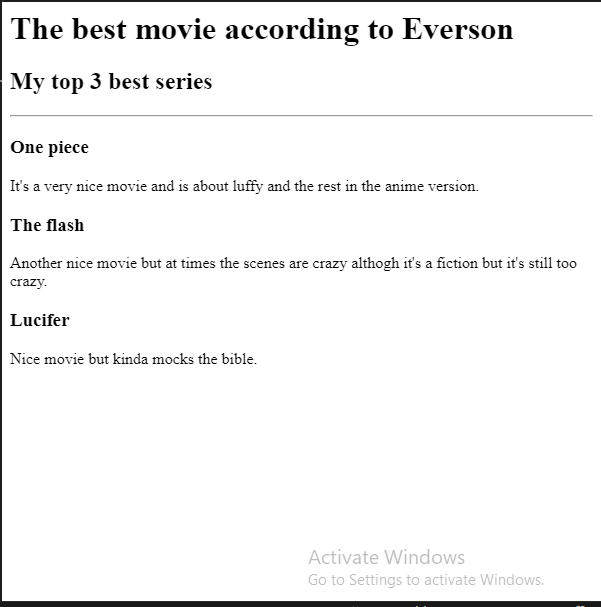 The best movie according to Everson
My top 3 best series
One piece
It's a very nice movie and is about luffy and the rest in the anime version.
The flash
Another nice movie but at times the scenes are crazy althogh it's a fiction but it's still too
crazy.
Lucifer
Nice movie but kinda mocks the bible.
Activate Windows
Go to Settings to activate Windows.